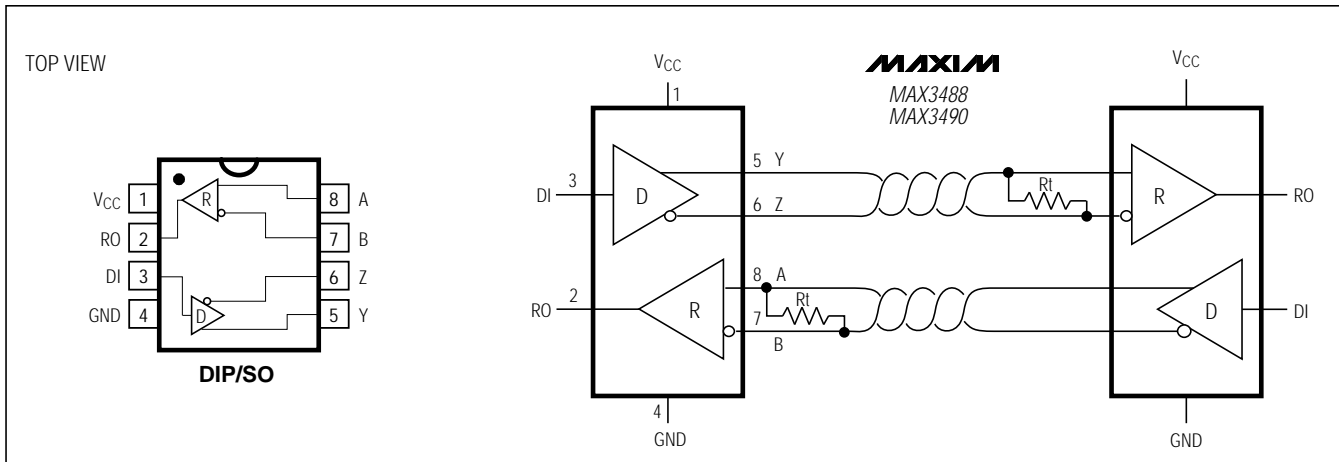 TOP VIEW
VCC 1
RO 2
DI 3
GND 4
8 A
7 B
6 Z
5 Y
R
D
DIP/SO
MAXIM
MAX3488
MAX3490
VCC
1
DI 3
D
5 Y
6 Z
Rt
R
RO
RO 2
R
8 A
7
B
Rt
D
DI
4
GND
VCC
GND